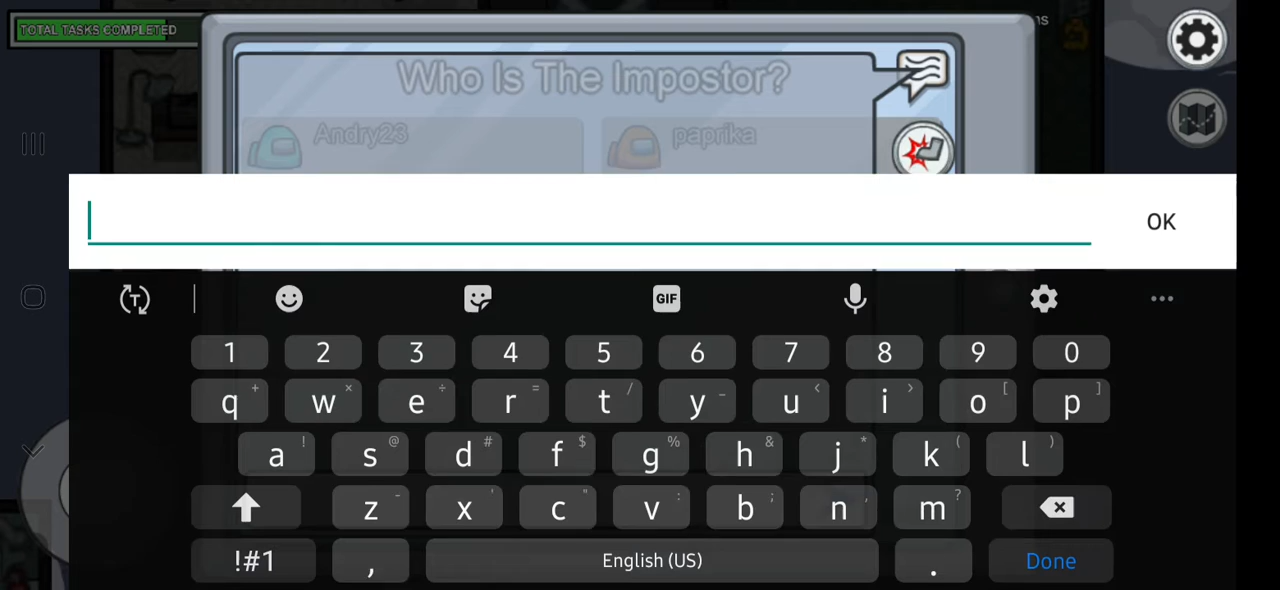 TOTAL TASKS COMPLETED
Who Is The Impostor?
Andry23 paprika
OK
T GIF
1 2 3 4 5 6 7 8 9 0
q + w × e ÷ r = t / y _ u < i > o [ p ]
a ! s @ d # f $ g % h & j * k ( l )
z - x ' c " v : b ; n , m ?
!#1 , English (US) . Done